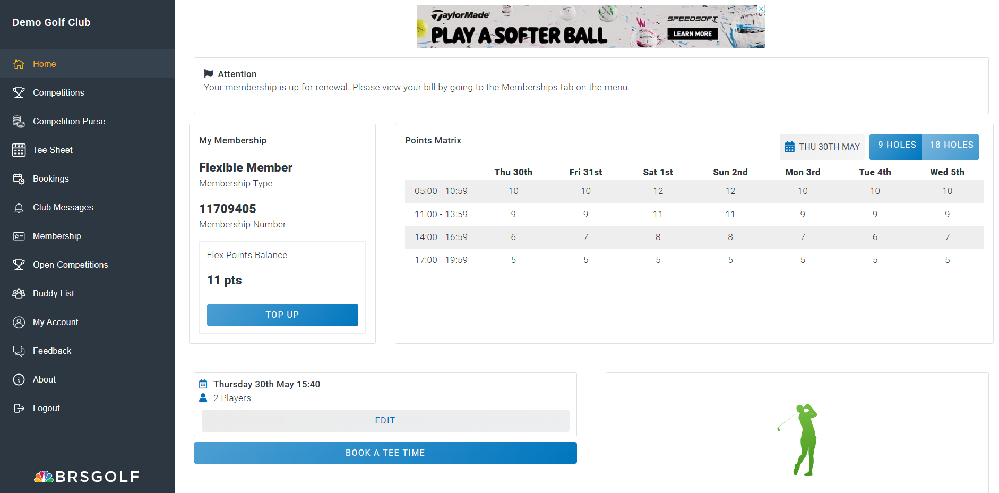 Demo Golf Club
Home
Competitions
Competition Purse
Tee Sheet
Bookings
Club Messages
Membership
Open Competitions
Buddy List
My Account
Feedback
About
Logout
BRSGOLF
TaylorMade
PLAY A SOFTER BALL
SPEEDSOFT
LEARN MORE
Attention
Your membership is up for renewal. Please view your bill by going to the Memberships tab on the menu.
My Membership
Flexible Member
Membership Type
11709405
Membership Number
Flex Points Balance
11 pts
TOP UP
Points Matrix
THU 30TH MAY 9 HOLES 18 HOLES
Thu 30th Fri 31st Sat 1st Sun 2nd Mon 3rd Tue 4th Wed 5th
05:00 - 10:59 10 10 12 12 10 10 10
11:00 - 13:59 9 9 11 11 9 9 9
14:00 - 16:59 6 7 8 8 7 6 7
17:00 - 19:59 5 5 5 5 5 5 5
Thursday 30th May 15:40
2 Players
EDIT
BOOK A TEE TIME